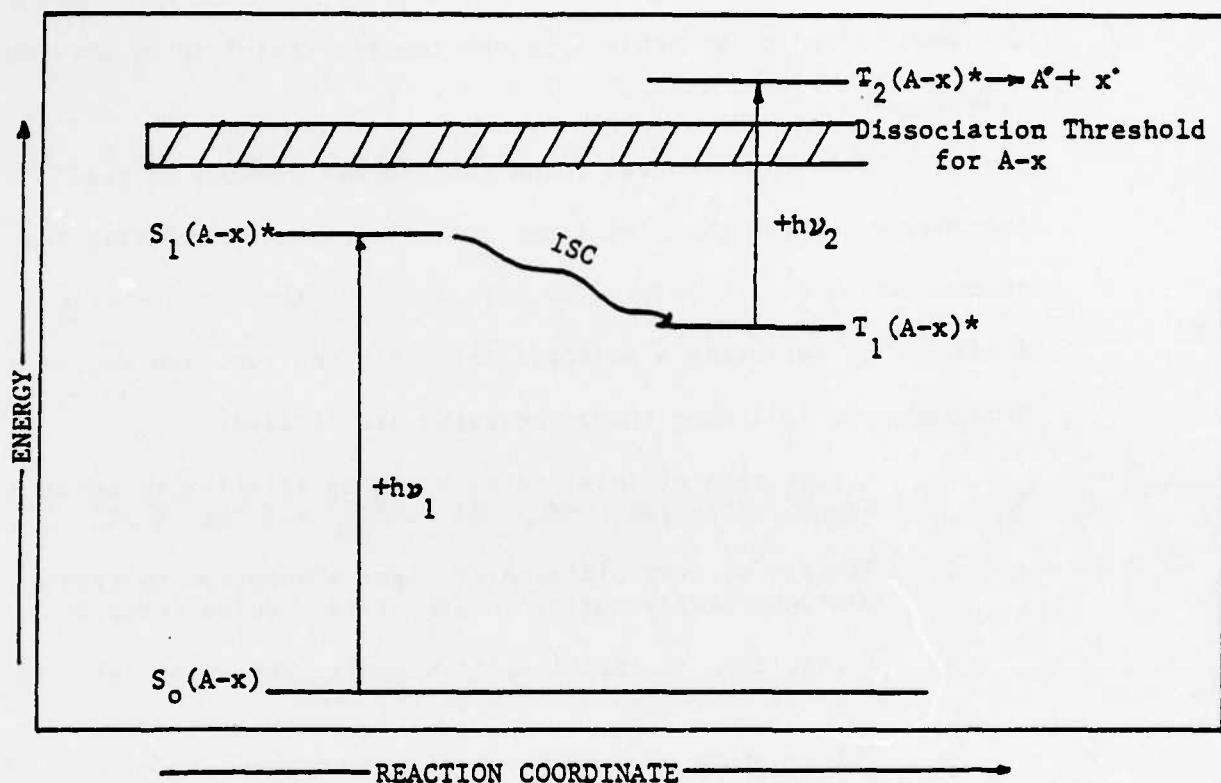 T₂(A-x)* → A• + x•
Dissociation Threshold
for A-x
S₁(A-x)*
ISC
+hν₂
T₁(A-x)*
ENERGY
+hν₁
S₀(A-x)
REACTION COORDINATE